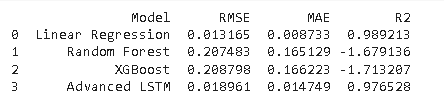 Model RMSE MAE R2
0 Linear Regression 0.013165 0.008733 0.989213
1 Random Forest 0.207483 0.165129 -1.679136
2 XGBoost 0.208798 0.166223 -1.713207
3 Advanced LSTM 0.018961 0.014749 0.976528